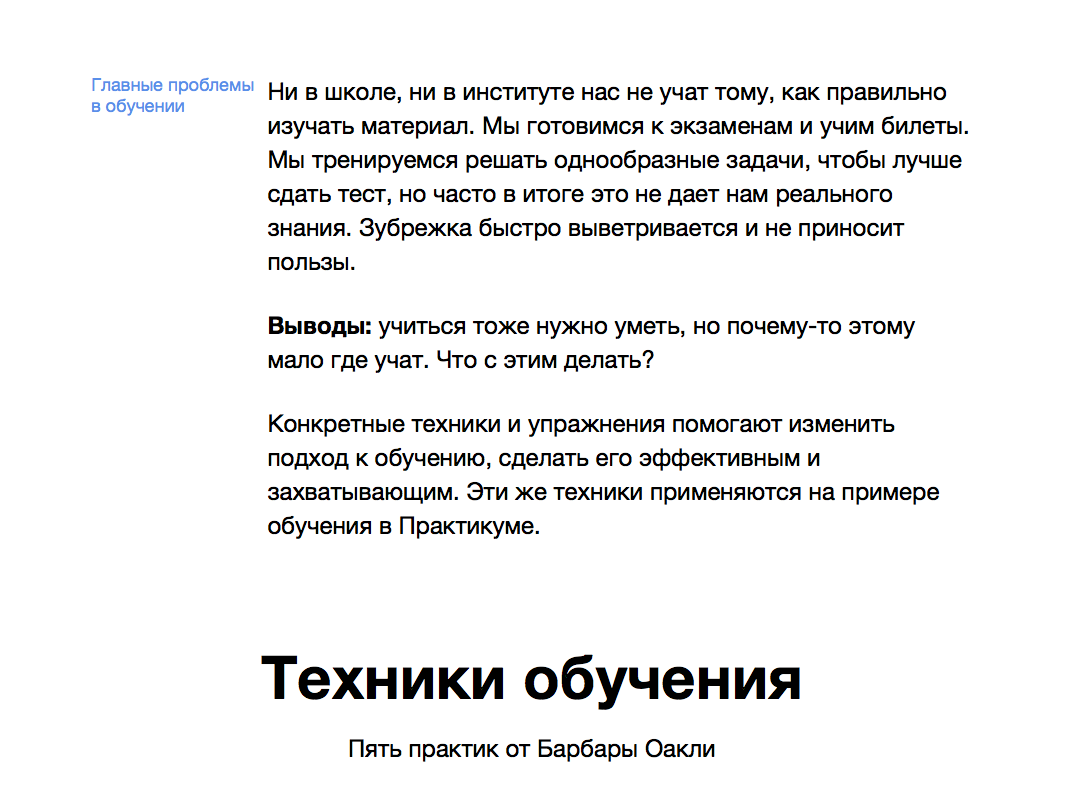 Главные проблемы
в обучении
Ни в школе, ни в институте нас не учат тому, как правильно
изучать материал. Мы готовимся к экзаменам и учим билеты.
Мы тренируемся решать однообразные задачи, чтобы лучше
сдать тест, но часто в итоге это не дает нам реального
знания. Зубрежка быстро выветривается и не приносит
пользы.
Выводы: учиться тоже нужно уметь, но почему-то этому
мало где учат. Что с этим делать?
Конкретные техники и упражнения помогают изменить
подход к обучению, сделать его эффективным и
захватывающим. Эти же техники применяются на примере
обучения в Практикуме.
Техники обучения
Пять практик от Барбары Оакли